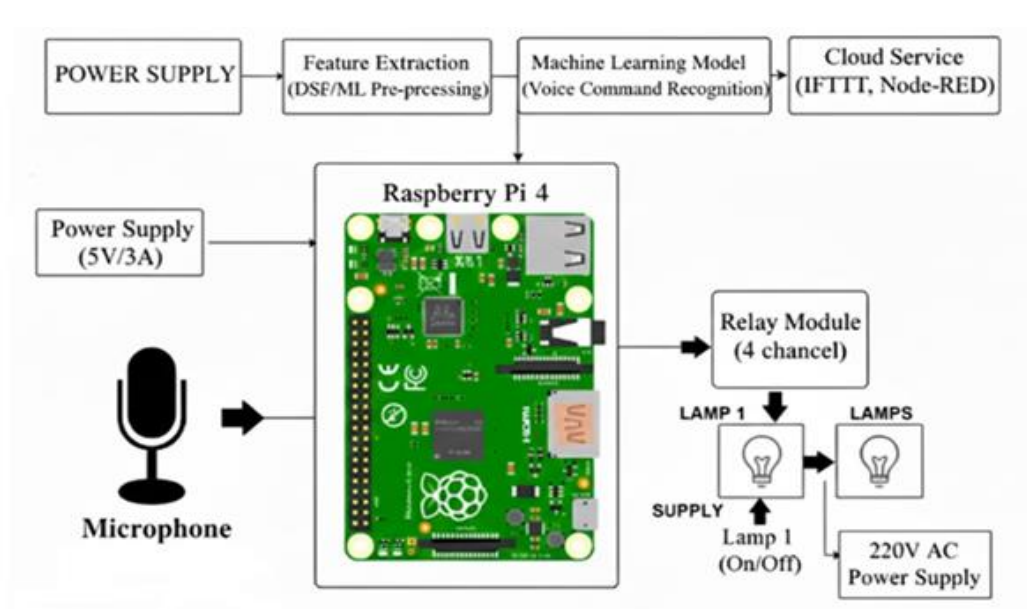 POWER SUPPLY
Feature Extraction
(DSF/ML Pre-prcessing)
Machine Learning Model
(Voice Command Recognition)
Cloud Service
(IFTTT, Node-RED)
Raspberry Pi 4
Power Supply
(5V/3A)
Microphone
CE
FC
Relay Module
(4 chancel)
LAMP 1
LAMPS
SUPPLY
Lamp 1
(On/Off)
220V AC
Power Supply